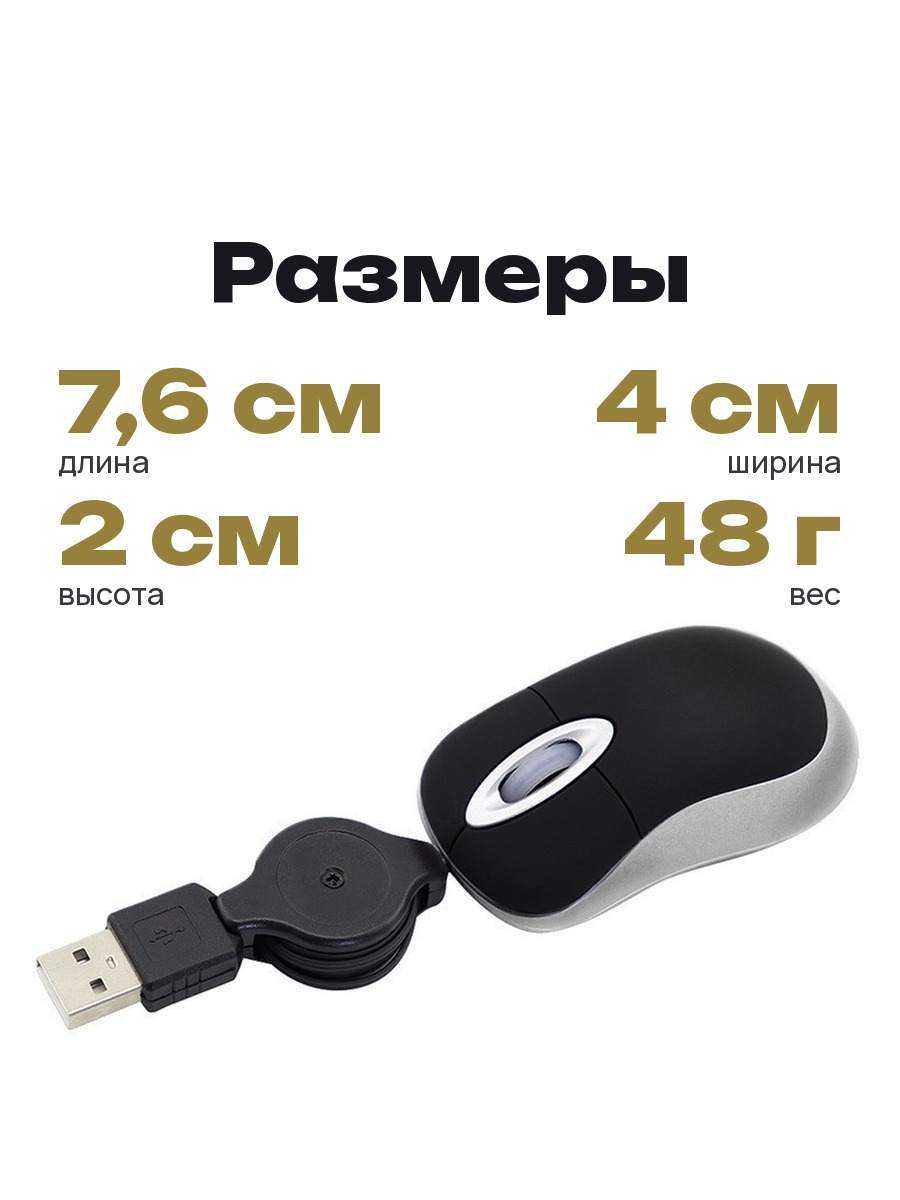 Размеры
7,6 см 4 см
длина ширина
2 см 48 г
высота вес